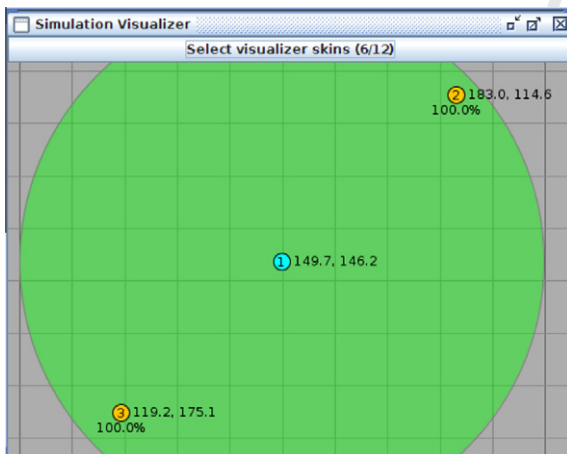 Simulation Visualizer
Select visualizer skins (6/12)
2 183.0, 114.6
100.0%
1 149.7, 146.2
3 119.2, 175.1
100.0%